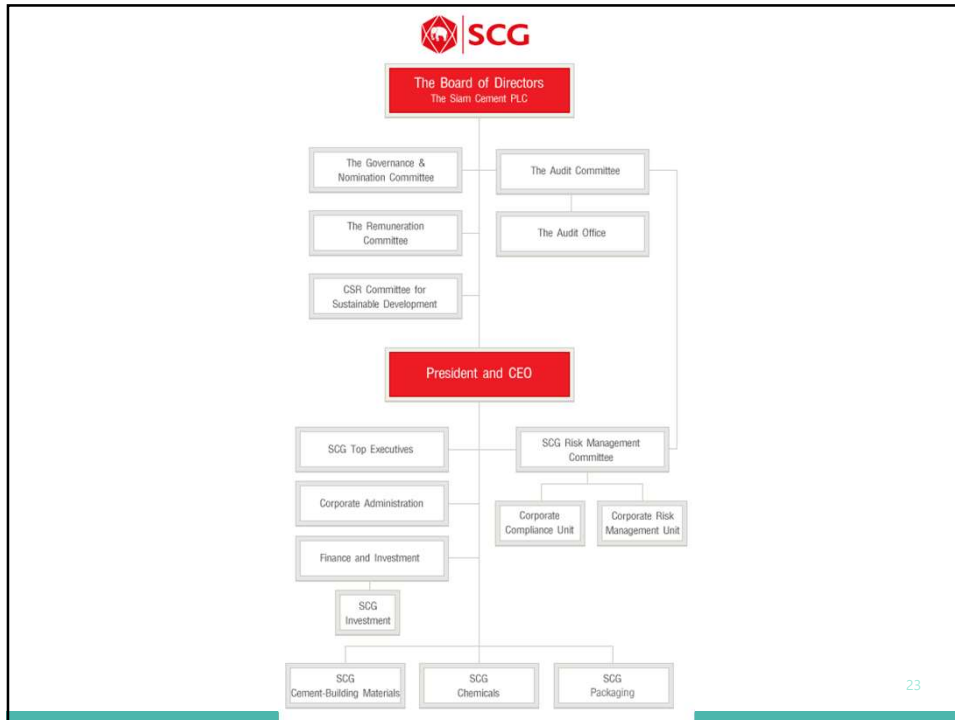 SCG
The Board of Directors
The Siam Cement PLC
The Governance &
Nomination Committee
The Audit Committee
The Remuneration
Committee
The Audit Office
CSR Committee for
Sustainable Development
President and CEO
SCG Top Executives
SCG Risk Management
Committee
Corporate Administration
Corporate
Compliance Unit
Corporate Risk
Management Unit
Finance and Investment
SCG
Investment
SCG
Cement-Building Materials
SCG
Chemicals
SCG
Packaging
23